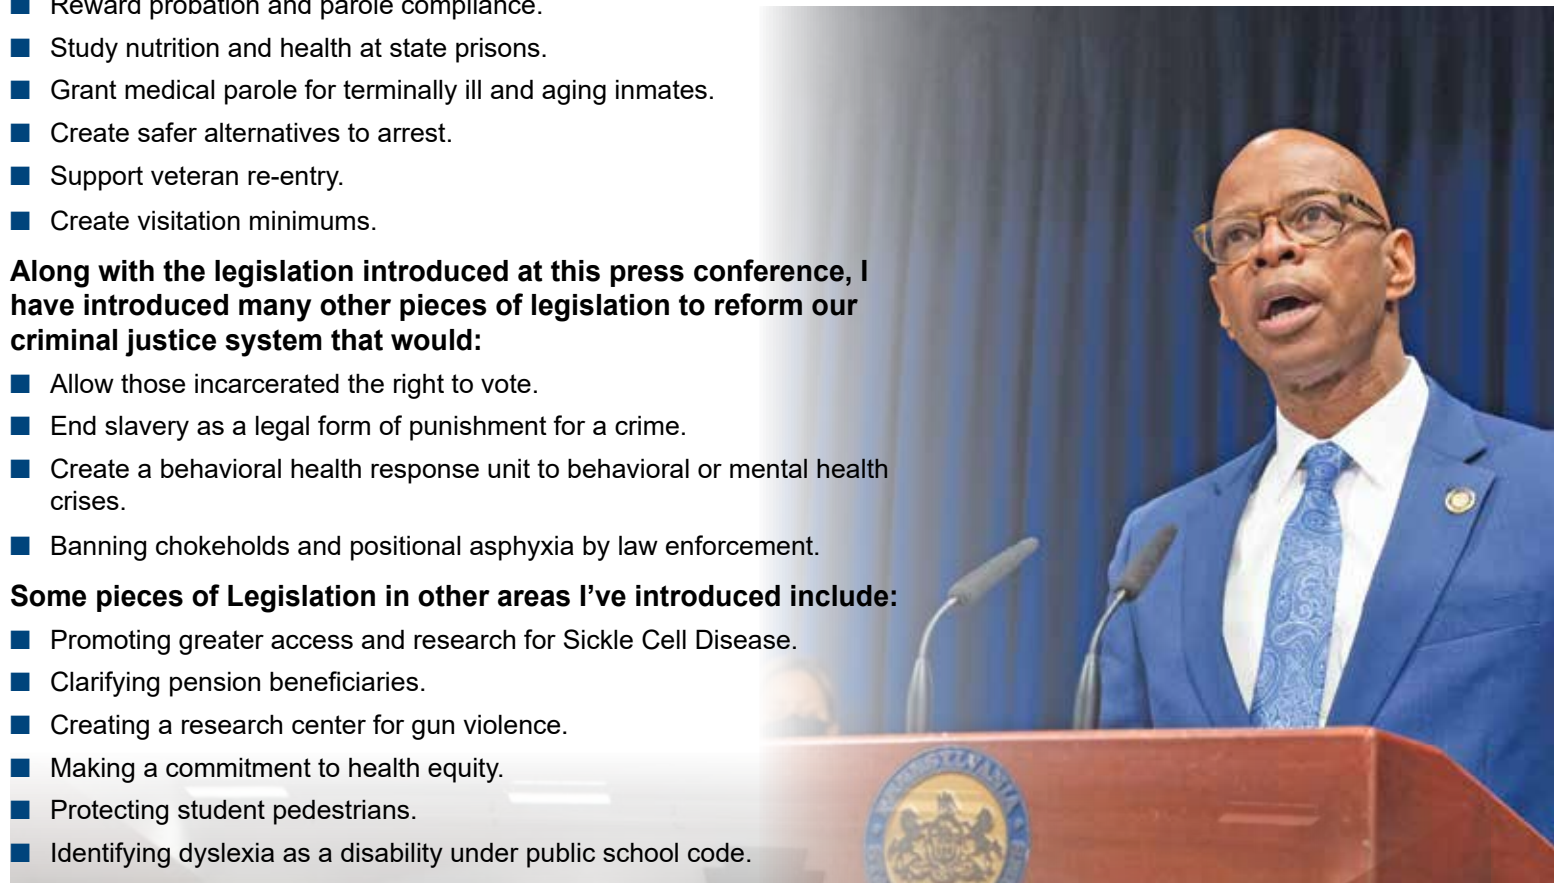 Reward probation and parole compliance.
■ Study nutrition and health at state prisons.
■ Grant medical parole for terminally ill and aging inmates.
■ Create safer alternatives to arrest.
■ Support veteran re-entry.
■ Create visitation minimums.
Along with the legislation introduced at this press conference, I
have introduced many other pieces of legislation to reform our
criminal justice system that would:
■ Allow those incarcerated the right to vote.
■ End slavery as a legal form of punishment for a crime.
■ Create a behavioral health response unit to behavioral or mental health
crises.
■ Banning chokeholds and positional asphyxia by law enforcement.
Some pieces of Legislation in other areas I’ve introduced include:
■ Promoting greater access and research for Sickle Cell Disease.
■ Clarifying pension beneficiaries.
■ Creating a research center for gun violence.
■ Making a commitment to health equity.
■ Protecting student pedestrians.
■ Identifying dyslexia as a disability under public school code.